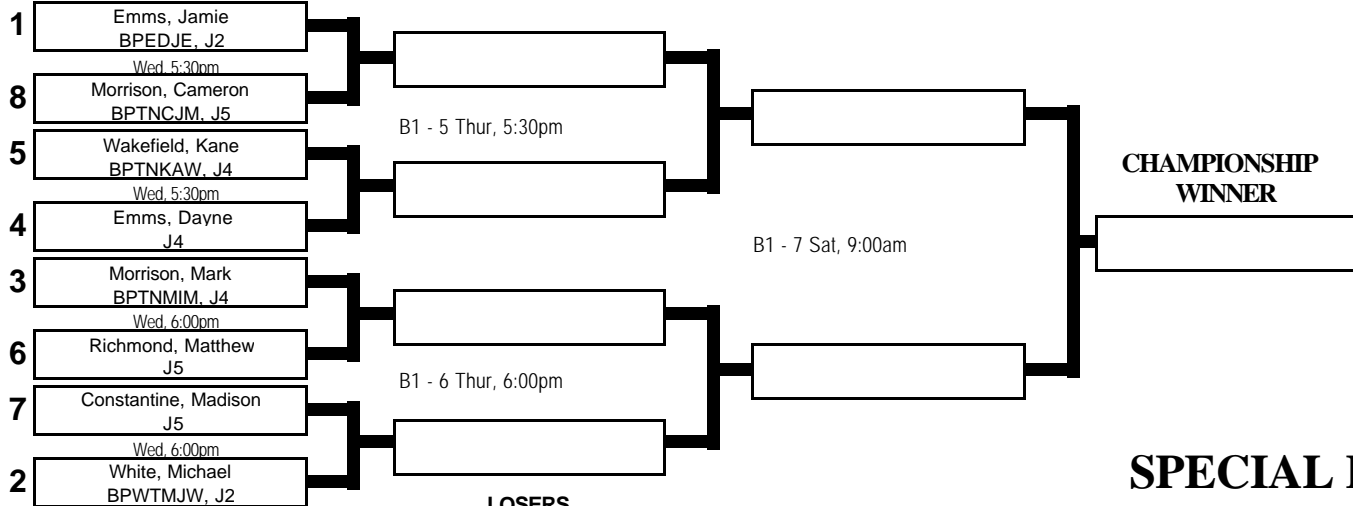 1
Emms, Jamie
BPEDJE, J2
Wed, 5:30pm
8
Morrison, Cameron
BPTNCJM, J5
B1 - 5 Thur, 5:30pm
5
Wakefield, Kane
BPTNKAW, J4
Wed, 5:30pm
4
Emms, Dayne
J4
B1 - 7 Sat, 9:00am
CHAMPIONSHIP
WINNER
3
Morrison, Mark
BPTNMIM, J4
Wed, 6:00pm
6
Richmond, Matthew
J5
B1 - 6 Thur, 6:00pm
7
Constantine, Madison
J5
Wed, 6:00pm
2
White, Michael
BPWTMJW, J2
LOSERS
SPECIAL